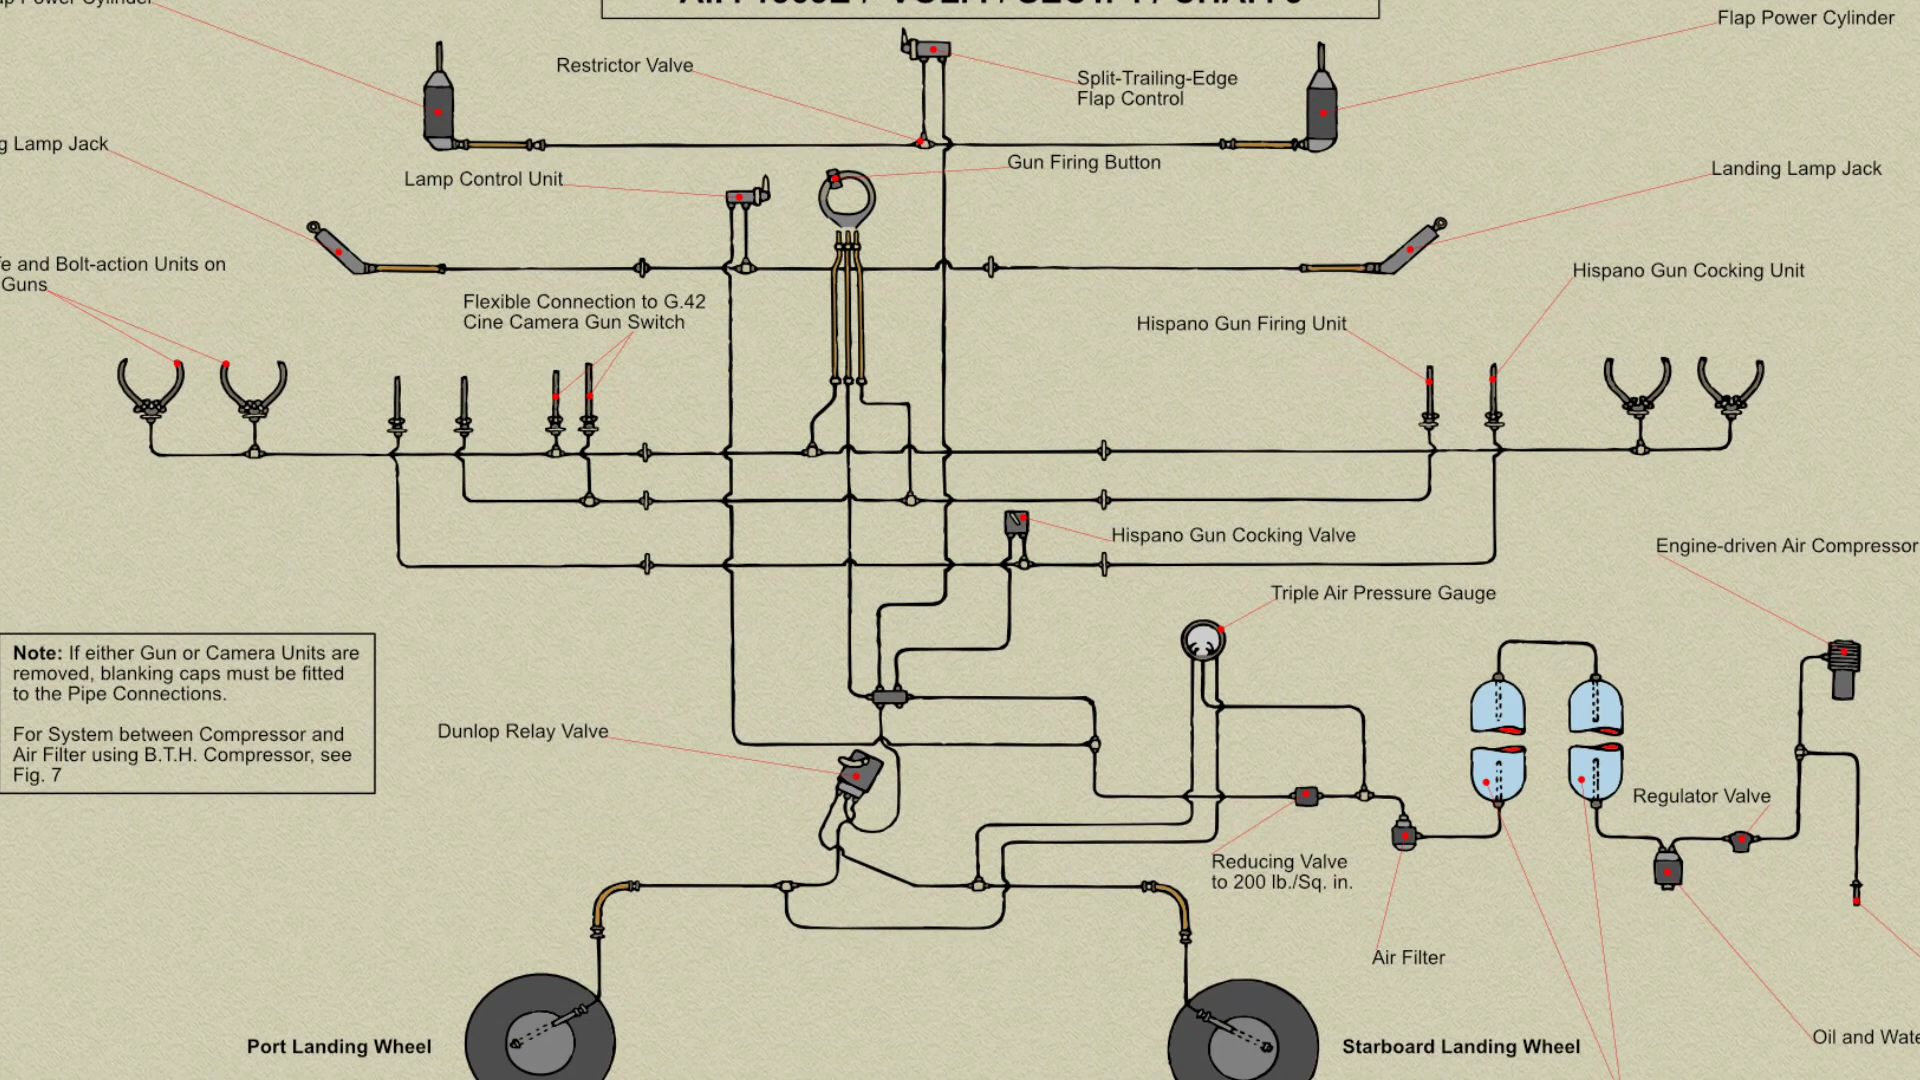 Power Cylinder
Flap Power Cylinder
Restrictor Valve
Split-Trailing-Edge
Flap Control
Lamp Jack
Gun Firing Button
Landing Lamp Jack
Lamp Control Unit
and Bolt-action Units on
Guns
Hispano Gun Cocking Unit
Flexible Connection to G.42
Cine Camera Gun Switch
Hispano Gun Firing Unit
Hispano Gun Cocking Valve
Engine-driven Air Compressor
Triple Air Pressure Gauge
Note: If either Gun or Camera Units are
removed, blanking caps must be fitted
to the Pipe Connections.
For System between Compressor and
Air Filter using B.T.H. Compressor, see
Fig. 7
Dunlop Relay Valve
Regulator Valve
Reducing Valve
to 200 lb./Sq. in.
Air Filter
Oil and
Port Landing Wheel
Starboard Landing Wheel